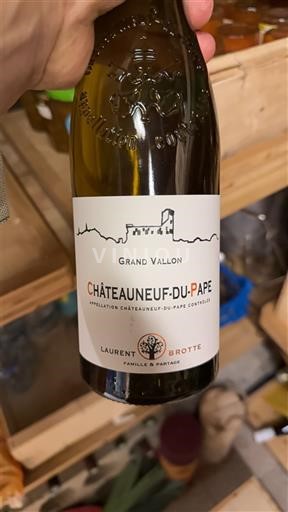 GRAND VALLON
CHÂTEAUNEUF-DU-PAPE
APPELLATION CHÂTEAUNEUF-DU-PAPE CONTRÔLÉE
LAURENT BROTTE
FAMILLE & PARTAGE